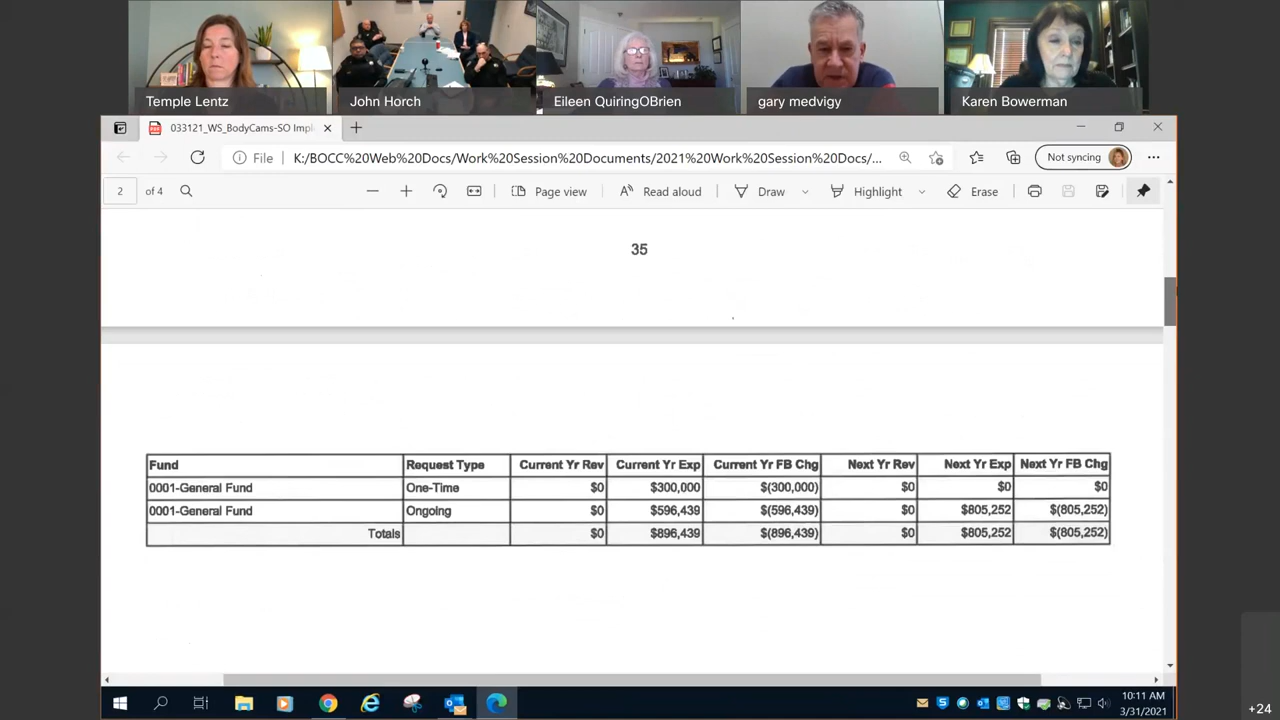 Temple Lentz
John Horch
Eileen QuiringOBrien
gary medvigy
Karen Bowerman
033121_WS_BodyCams-SO Impl
File K:/BOCC%20Web%20Docs/Work%20Session%20Documents/2021%20Work%20Session%20Docs/...
Not syncing
2 of 4 Page view Read aloud Draw Highlight Erase
35
Fund Request Type Current Yr Rev Current Yr Exp Current Yr FB Chg Next Yr Rev Next Yr Exp Next Yr FB Chg
0001-General Fund One-Time $0 $300,000 $(300,000) $0 $0 $0
0001-General Fund Ongoing $0 $596,439 $(596,439) $0 $805,252 $(805,252)
Totals $0 $896,439 $(896,439) $0 $805,252 $(805,252)
10:11 AM
3/31/2021
+24